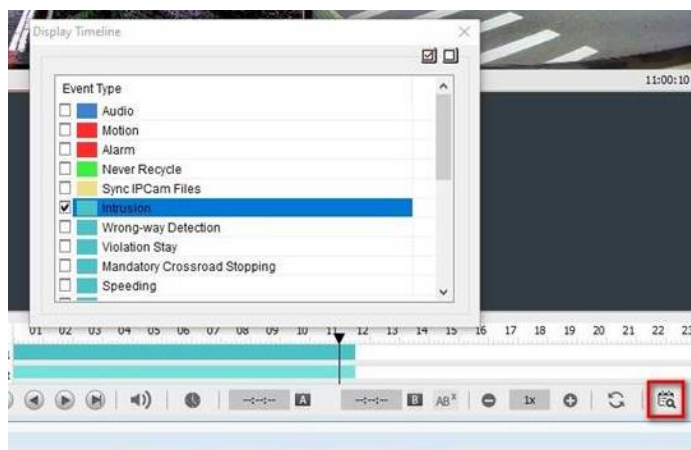 Display Timeline
11:00:10
Event Type
Audio
Motion
Alarm
Never Recycle
Sync IPCam Files
Intrusion
Wrong-way Detection
Violation Stay
Mandatory Crossroad Stopping
Speeding
01 02 03 04 05 06 07 08 09 10 11 12 13 14 15 16 17 18 19 20 21 22 23
--:--:-- A --:--:-- B ABˣ 1x